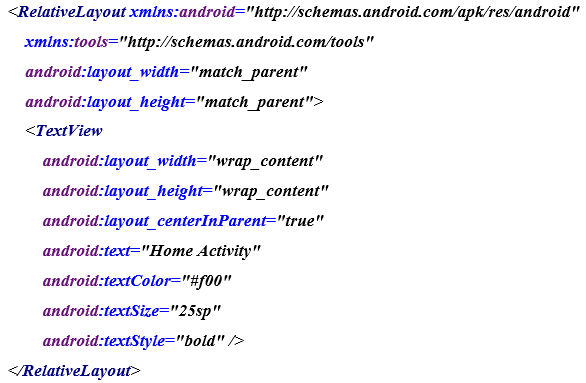 <RelativeLayout xmlns:android="http://schemas.android.com/apk/res/android"
xmlns:tools="http://schemas.android.com/tools"
android:layout_width="match_parent"
android:layout_height="match_parent">
<TextView
android:layout_width="wrap_content"
android:layout_height="wrap_content"
android:layout_centerInParent="true"
android:text="Home Activity"
android:textColor="#f00"
android:textSize="25sp"
android:textStyle="bold" />
</RelativeLayout>